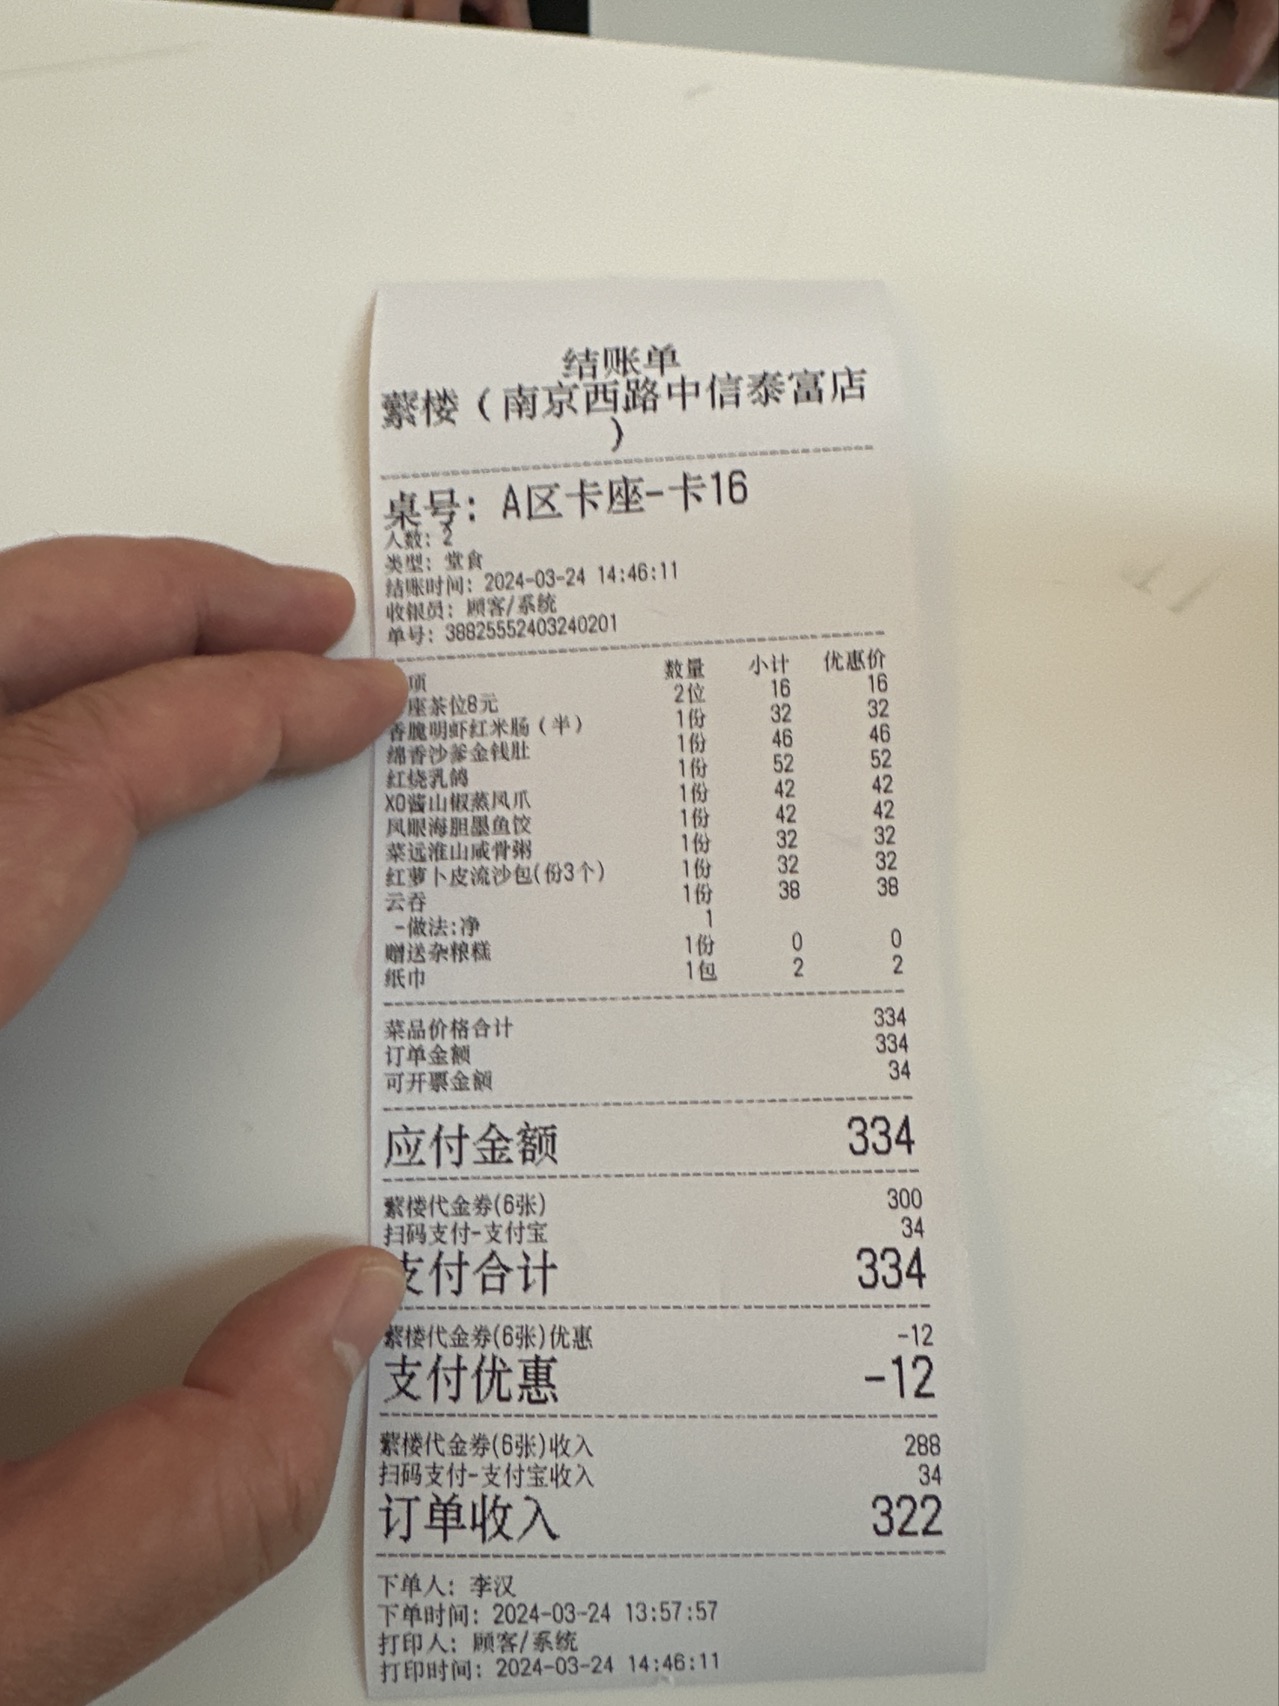 结账单
蘩楼（南京西路中信泰富店
）
桌号：A区卡座-卡16
人数：2
类型：堂食
结账时间：2024-03-24 14:46:11
收银员：顾客/系统
单号：38825552403240201
项 数量 小计 优惠价
座茶位8元 2位 16 16
香脆明虾红米肠（半） 1份 32 32
绵香沙爹金钱肚 1份 46 46
红烧乳鸽 1份 52 52
XO酱山椒蒸凤爪 1份 42 42
凤眼海胆墨鱼饺 1份 42 42
菜远淮山咸骨粥 1份 32 32
红萝卜皮流沙包(份3个) 1份 32 32
云吞 1份 38 38
-做法:净 1
赠送杂粮糕 1份 0 0
纸巾 1包 2 2
菜品价格合计 334
订单金额 334
可开票金额 34
应付金额 334
蘩楼代金券(6张) 300
扫码支付-支付宝 34
支付合计 334
蘩楼代金券(6张)优惠 -12
支付优惠 -12
蘩楼代金券(6张)收入 288
扫码支付-支付宝收入 34
订单收入 322
下单人：李汉
下单时间：2024-03-24 13:57:57
打印人：顾客/系统
打印时间：2024-03-24 14:46:11